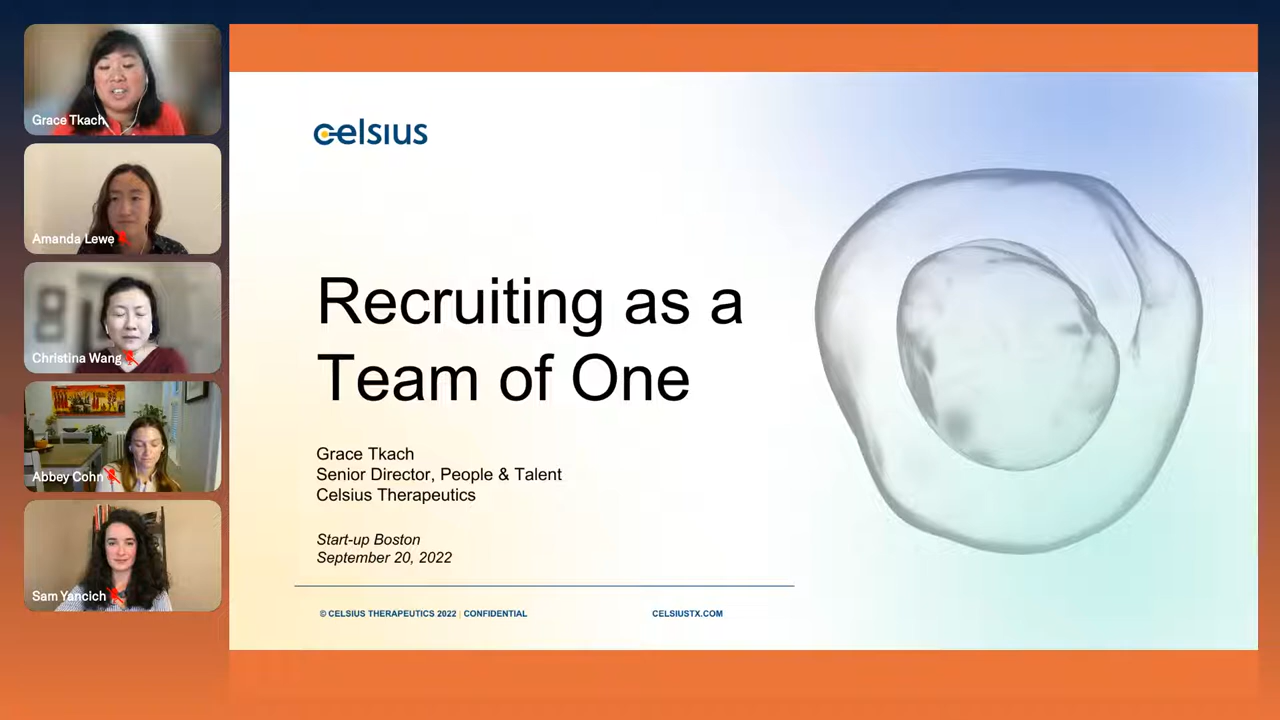 Grace Tkach
Amanda Lewe
Christina Wang
Abbey Cohn
Sam Yancich
celsius
Recruiting as a
Team of One
Grace Tkach
Senior Director, People & Talent
Celsius Therapeutics
Start-up Boston
September 20, 2022
© CELSIUS THERAPEUTICS 2022 | CONFIDENTIAL
CELSIUSTX.COM